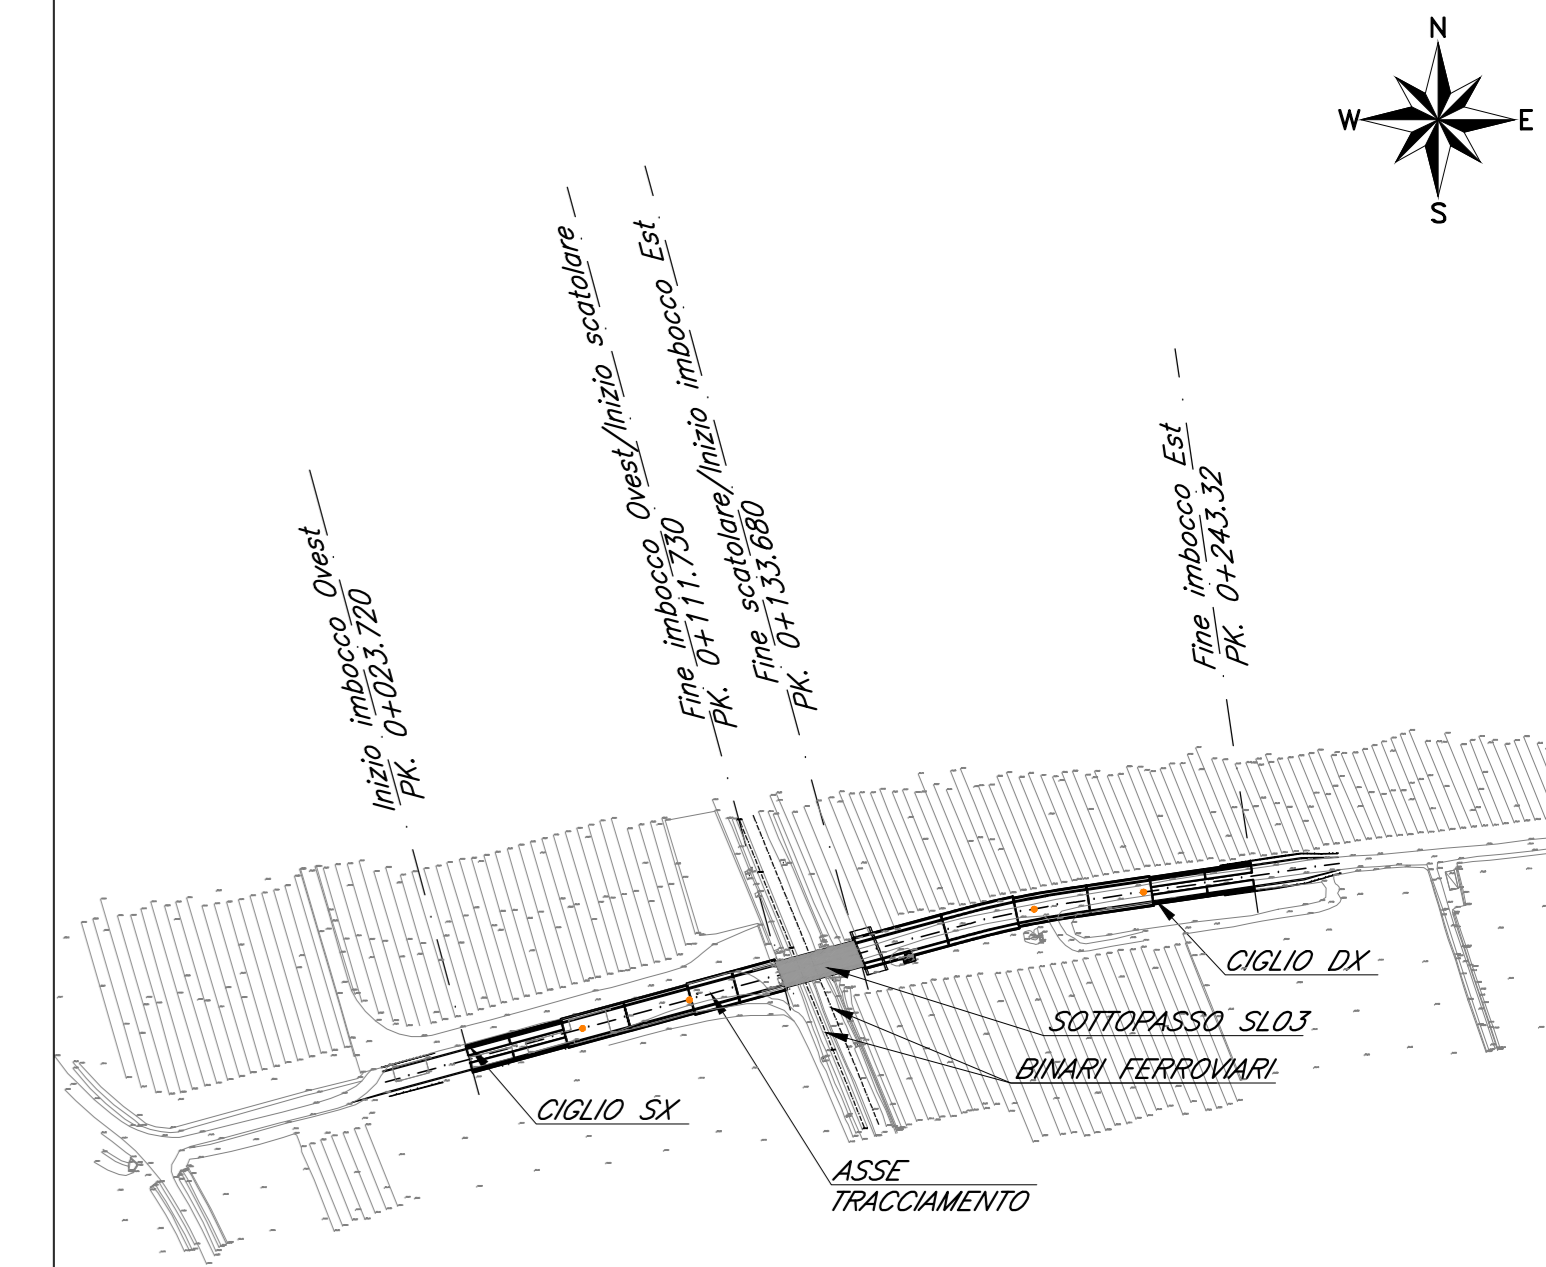 N
W E
S
Inizio imbocco Ovest
PK. 0+023.720
Fine imbocco Ovest/Inizio scatolare
PK. 0+111.730
Fine scatolare/Inizio imbocco Est
PK. 0+133.680
Fine imbocco Est
PK. 0+243.32
CIGLIO DX
SOTTOPASSO SL03
BINARI FERROVIARI
CIGLIO SX
ASSE
TRACCIAMENTO